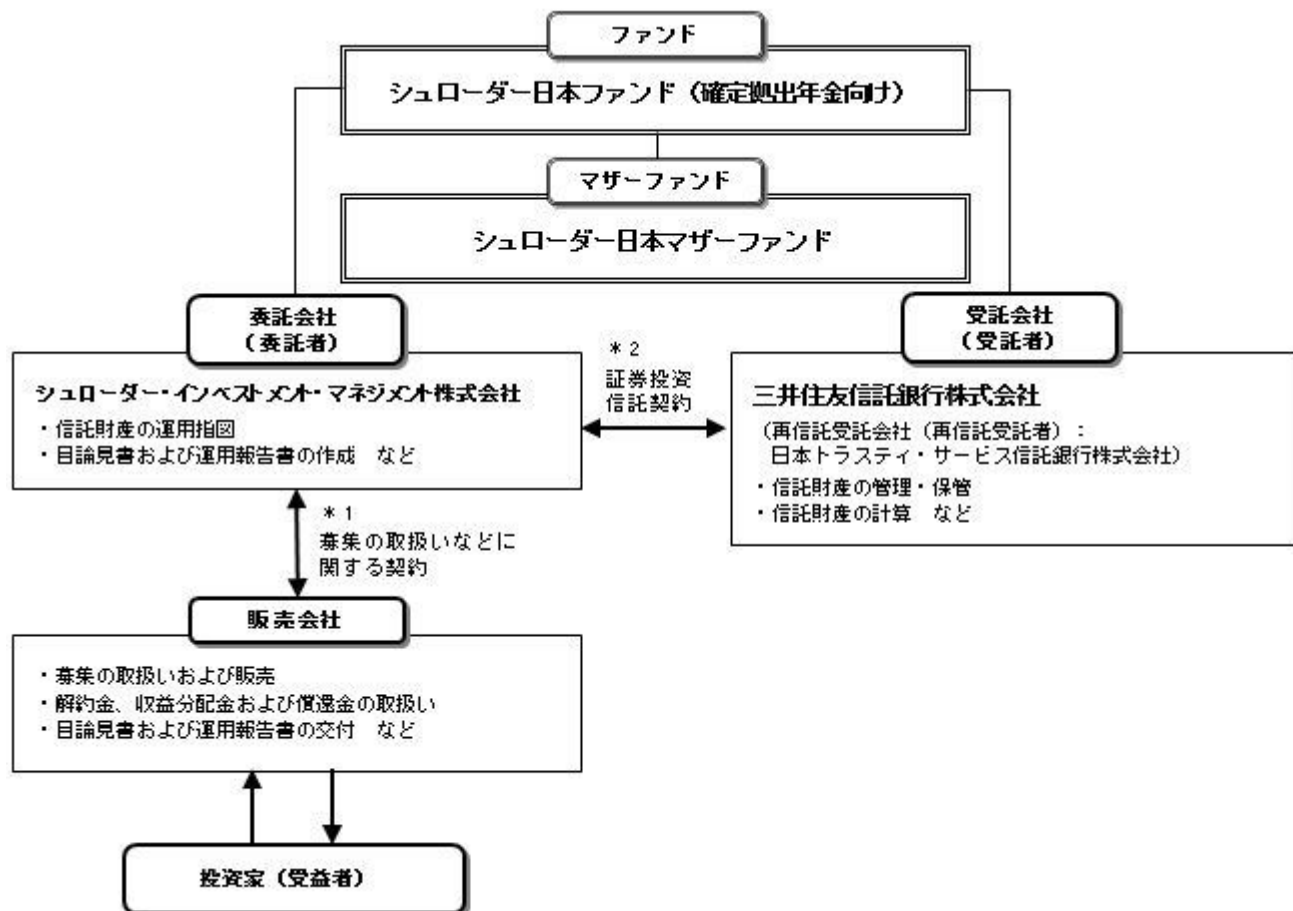 ファンド
シュローダー日本ファンド（確定拠出年金向け）
マザーファンド
シュローダー日本マザーファンド
委託会社
（委託者）
シュローダー・インベストメント・マネジメント株式会社
・信託財産の運用指図
・目論見書および運用報告書の作成　など
＊２
証券投資
信託契約
受託会社
（受託者）
三井住友信託銀行株式会社
（再信託受託会社（再信託受託者）：
日本トラスティ・サービス信託銀行株式会社）
・信託財産の管理・保管
・信託財産の計算　など
＊１
募集の取扱いなどに
関する契約
販売会社
・募集の取扱いおよび販売
・解約金、収益分配金および償還金の取扱い
・目論見書および運用報告書の交付　など
投資家（受益者）